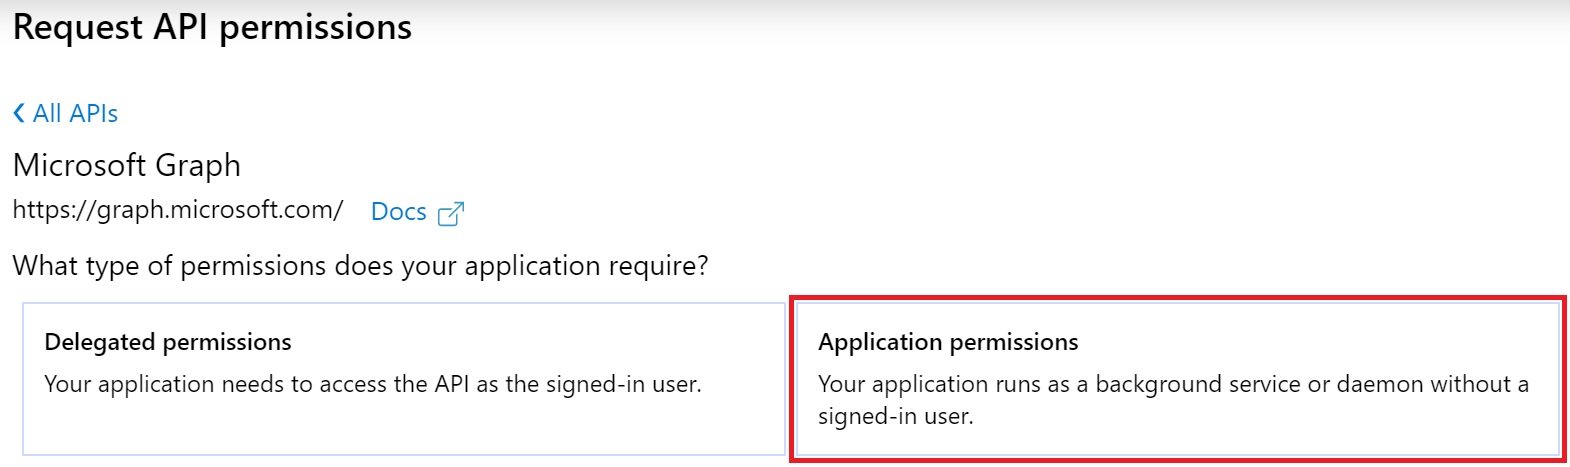 Request API permissions
All APIs
Microsoft Graph
https://graph.microsoft.com/ Docs
What type of permissions does your application require?
Delegated permissions
Your application needs to access the API as the signed-in user.
Application permissions
Your application runs as a background service or daemon without a
signed-in user.